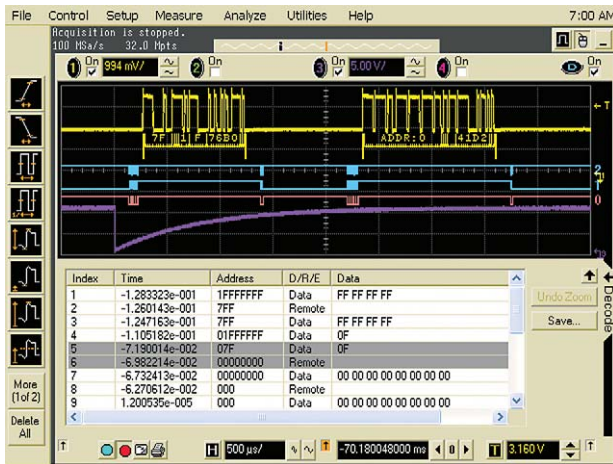 File Control Setup Measure Analyze Utilities Help 7:00 AM
Acquisition is stopped.
100 MSa/s 32.0 Mpts
1 On 994 mV/ 2 On 3 On 5.00 V/ 4 On On
T
7F 1 F 76B0 ADDR:0 41D2
2
1
0
Index Time Address D/R/E Data
1 -1.283323e-001 1FFFFFFF Data FF FF FF FF
2 -1.260143e-001 7FF Remote
3 -1.247163e-001 7FF Data FF FF FF FF
4 -1.105182e-001 01FFFFFF Data 0F
5 -7.190014e-002 07F Data 0F
6 -6.982214e-002 00000000 Remote
7 -6.732413e-002 00000000 Data 00 00 00 00 00 00 00 00
8 -6.270612e-002 000 Remote
9 1.200535e-005 000 Data 00 00 00 00 00 00 00 00
Undo Zoom
Save...
Decode
More
(1of 2)
Delete
All
H 500 µs/ -70.180048000 ms 0 T 3.160 V